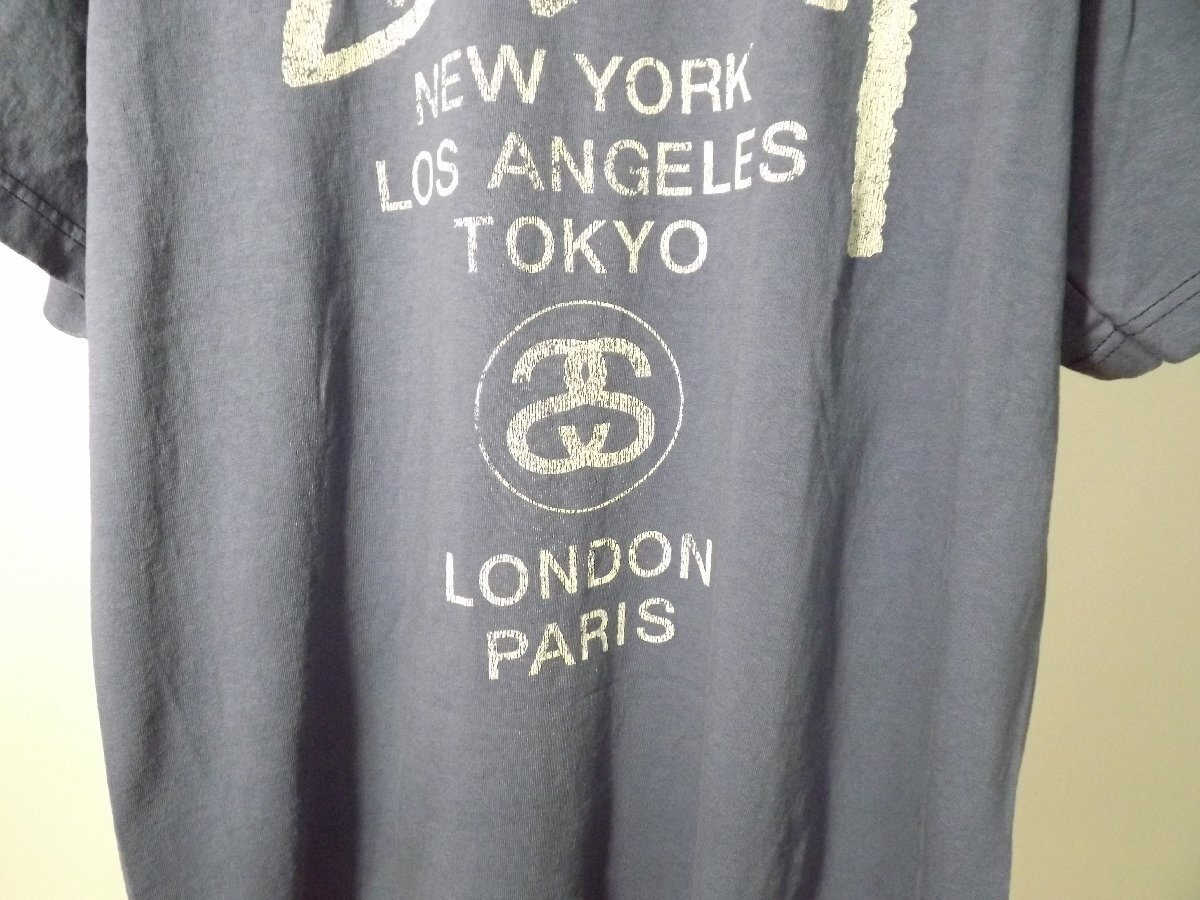 NEW YORK
LOS ANGELES
TOKYO
LONDON
PARIS